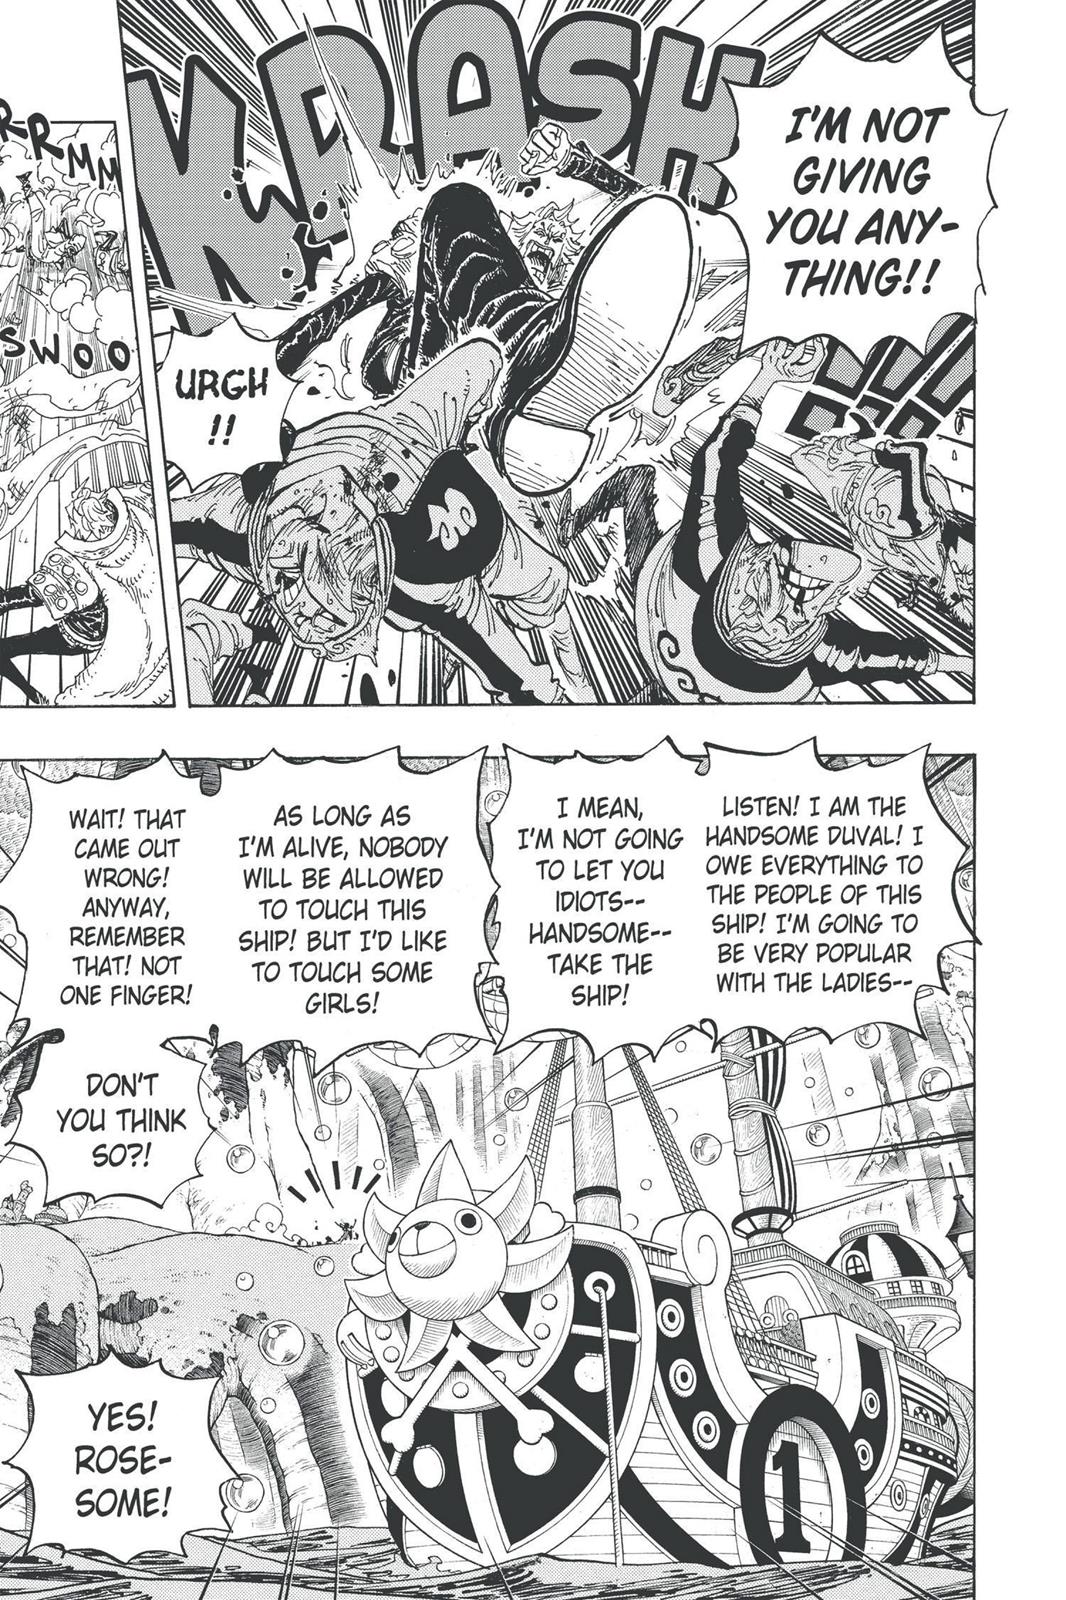 KRASH
I'M NOT
GIVING
YOU ANY-
THING!!
URGH
!!
RRMM
SWOO
LISTEN! I AM THE
HANDSOME DUVAL! I
OWE EVERYTHING TO
THE PEOPLE OF THIS
SHIP! I'M GOING TO
BE VERY POPULAR
WITH THE LADIES--
I MEAN,
I'M NOT GOING
TO LET YOU
IDIOTS--
HANDSOME--
TAKE THE
SHIP!
AS LONG AS
I'M ALIVE, NOBODY
WILL BE ALLOWED
TO TOUCH THIS
SHIP! BUT I'D LIKE
TO TOUCH SOME
GIRLS!
WAIT! THAT
CAME OUT
WRONG!
ANYWAY,
REMEMBER
THAT! NOT
ONE FINGER!
DON'T
YOU THINK
SO?!
YES!
ROSE-
SOME!
1